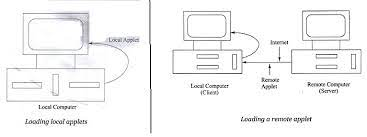 Local Applet
Local Computer
Loading local applets
Internet
Local Computer
(Client)
Remote
Applet
Remote Computer
(Server)
Loading a remote applet